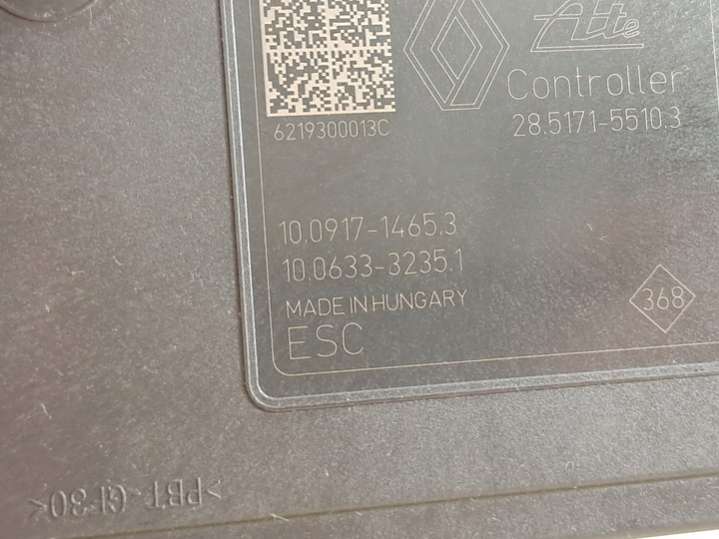 Ate
Controller
28.5171-5510.3
6219300013C
10.0917-1465.3
10.0633-3235.1
MADE IN HUNGARY
368
ESC
>PBT-GF30<